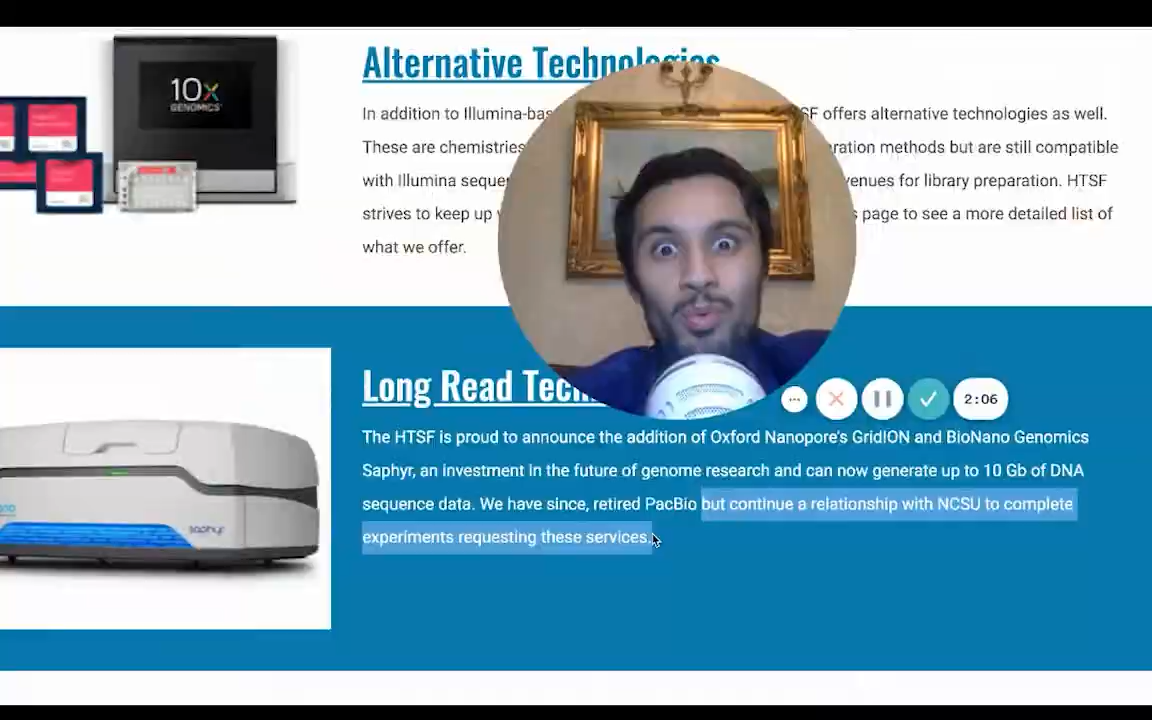 10x
GENOMICS
Alternative Technologies
In addition to Illumina-bas SF offers alternative technologies as well.
These are chemistries eration methods but are still compatible
with Illumina seque venues for library preparation. HTSF
strives to keep up s page to see a more detailed list of
what we offer.
Long Read Tech
2:06
The HTSF is proud to announce the addition of Oxford Nanopore's GridION and BioNano Genomics
Saphyr, an investment in the future of genome research and can now generate up to 10 Gb of DNA
sequence data. We have since, retired PacBio but continue a relationship with NCSU to complete
experiments requesting these services.
saphyr